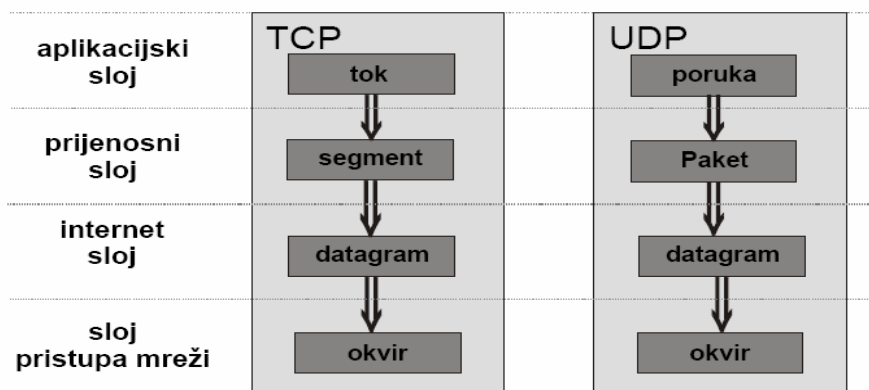 TCP
UDP
aplikacijski
sloj
tok
poruka
prijenosni
sloj
segment
Paket
internet
sloj
datagram
datagram
sloj
pristupa mreži
okvir
okvir